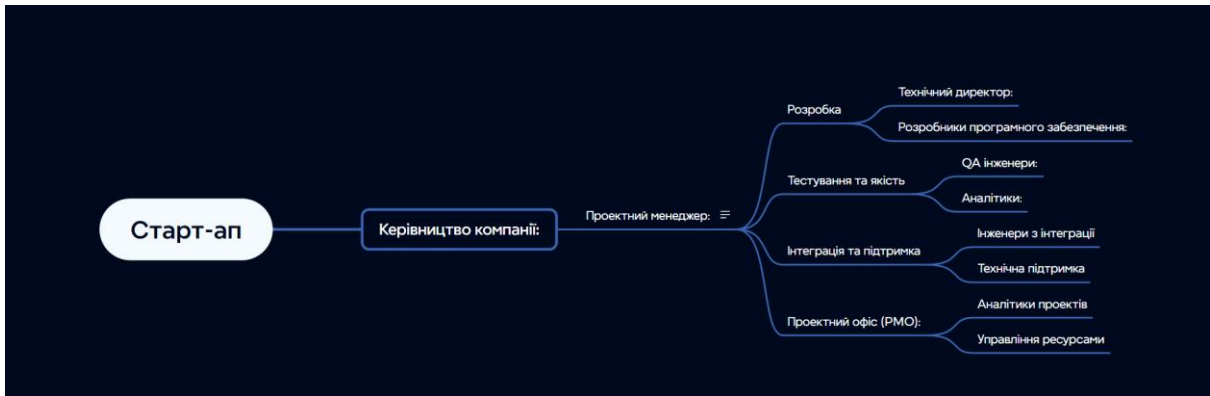 Старт-ап
Керівництво компанії:
Проектний менеджер:
Розробка
Технічний директор:
Розробники програмного забезпечення:
Тестування та якість
QA інженери:
Аналітики:
Інтеграція та підтримка
Інженери з інтеграції
Технічна підтримка
Проектний офіс (PMO):
Аналітики проектів
Управління ресурсами